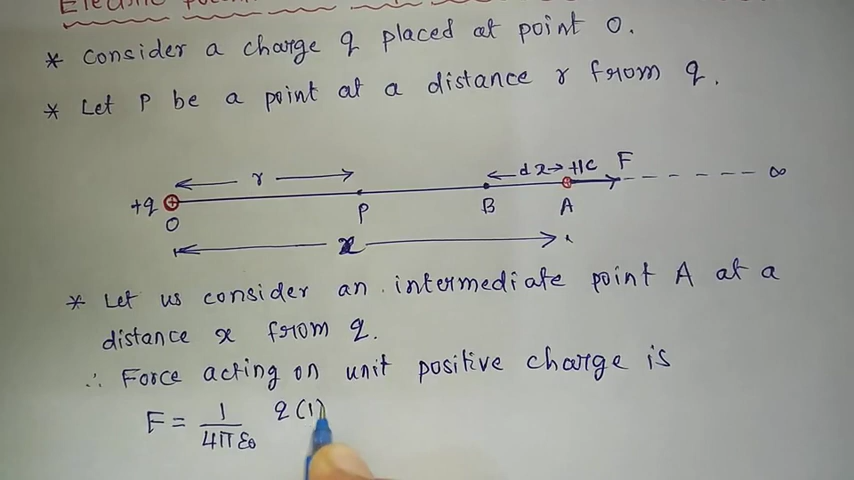 Electric
* Consider a charge q placed at point O.
* Let P be a point at a distance r from q.
r dx +1C F ∞
+q O P B A
x
* Let us consider an intermediate point A at a
distance x from q.
∴ Force acting on unit positive charge is
F = 1/4πε₀ q(1)